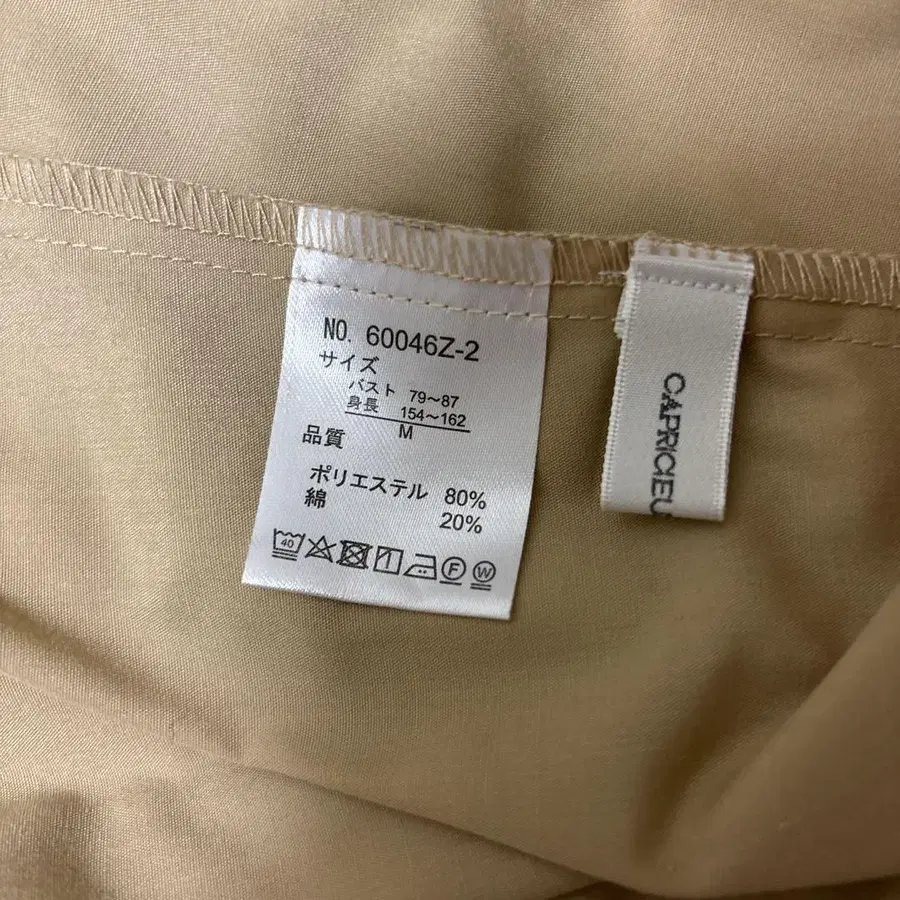 NO. 60046Z-2
サイズ
バスト 79～87
身長 154～162
M
品質
ポリエステル 80%
綿 20%
40 F W
CAPRICIEU